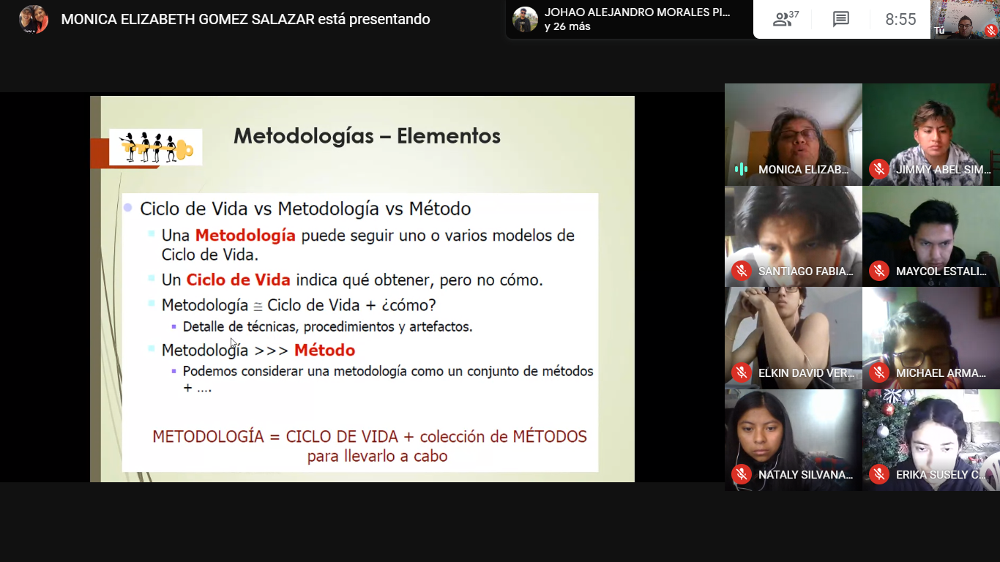 MONICA ELIZABETH GOMEZ SALAZAR está presentando
JOHAO ALEJANDRO MORALES PI...
y 26 más
37
8:55
Tú
Metodologías – Elementos
Ciclo de Vida vs Metodología vs Método
Una Metodología puede seguir uno o varios modelos de
Ciclo de Vida.
Un Ciclo de Vida indica qué obtener, pero no cómo.
Metodología ≅ Ciclo de Vida + ¿cómo?
Detalle de técnicas, procedimientos y artefactos.
Metodología >>> Método
Podemos considerar una metodología como un conjunto de métodos
+ ....
METODOLOGÍA = CICLO DE VIDA + colección de MÉTODOS
para llevarlo a cabo
MONICA ELIZAB...
JIMMY ABEL SIM...
SANTIAGO FABIA...
MAYCOL ESTALI...
ELKIN DAVID VER...
MICHAEL ARMA...
NATALY SILVANA...
ERIKA SUSELY C...